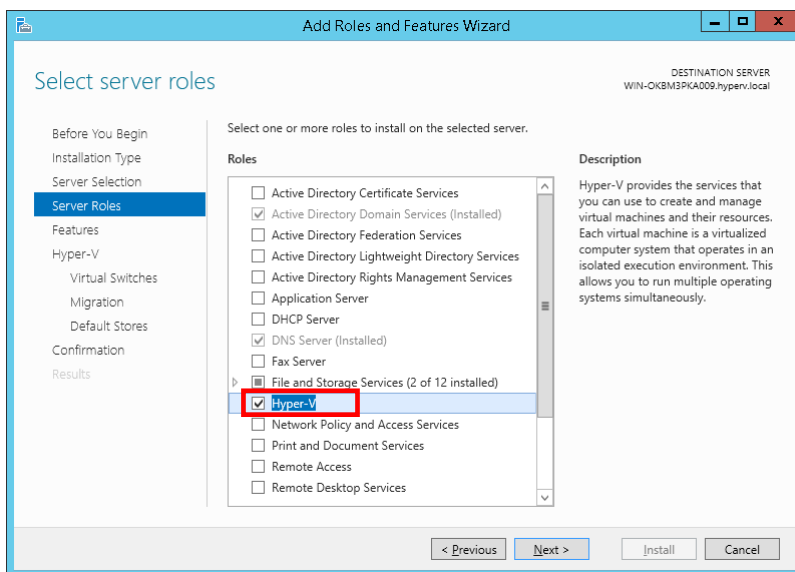 Add Roles and Features Wizard
Select server roles
DESTINATION SERVER
WIN-OKBM3PKA009.hyperv.local
Before You Begin
Installation Type
Server Selection
Server Roles
Features
Hyper-V
Virtual Switches
Migration
Default Stores
Confirmation
Results
Select one or more roles to install on the selected server.
Roles
Active Directory Certificate Services
Active Directory Domain Services (Installed)
Active Directory Federation Services
Active Directory Lightweight Directory Services
Active Directory Rights Management Services
Application Server
DHCP Server
DNS Server (Installed)
Fax Server
File and Storage Services (2 of 12 installed)
Hyper-V
Network Policy and Access Services
Print and Document Services
Remote Access
Remote Desktop Services
Description
Hyper-V provides the services that
you can use to create and manage
virtual machines and their resources.
Each virtual machine is a virtualized
computer system that operates in an
isolated execution environment. This
allows you to run multiple operating
systems simultaneously.
< Previous
Next >
Install
Cancel